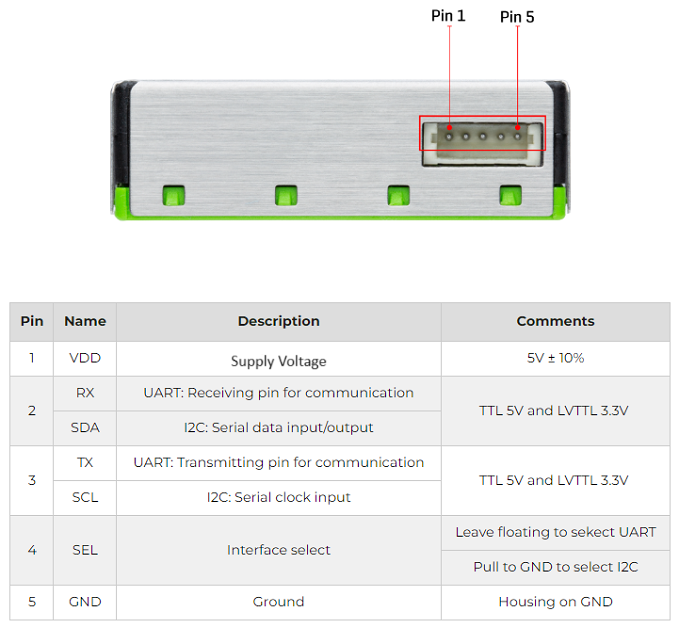 Pin 1 Pin 5
Pin Name Description Comments
1 VDD Supply Voltage 5V ± 10%
2
RX UART: Receiving pin for communication
TTL 5V and LVTTL 3.3V
SDA I2C: Serial data input/output
3
TX UART: Transmitting pin for communication
TTL 5V and LVTTL 3.3V
SCL I2C: Serial clock input
4 SEL Interface select
Leave floating to sekect UART
Pull to GND to select I2C
5 GND Ground Housing on GND